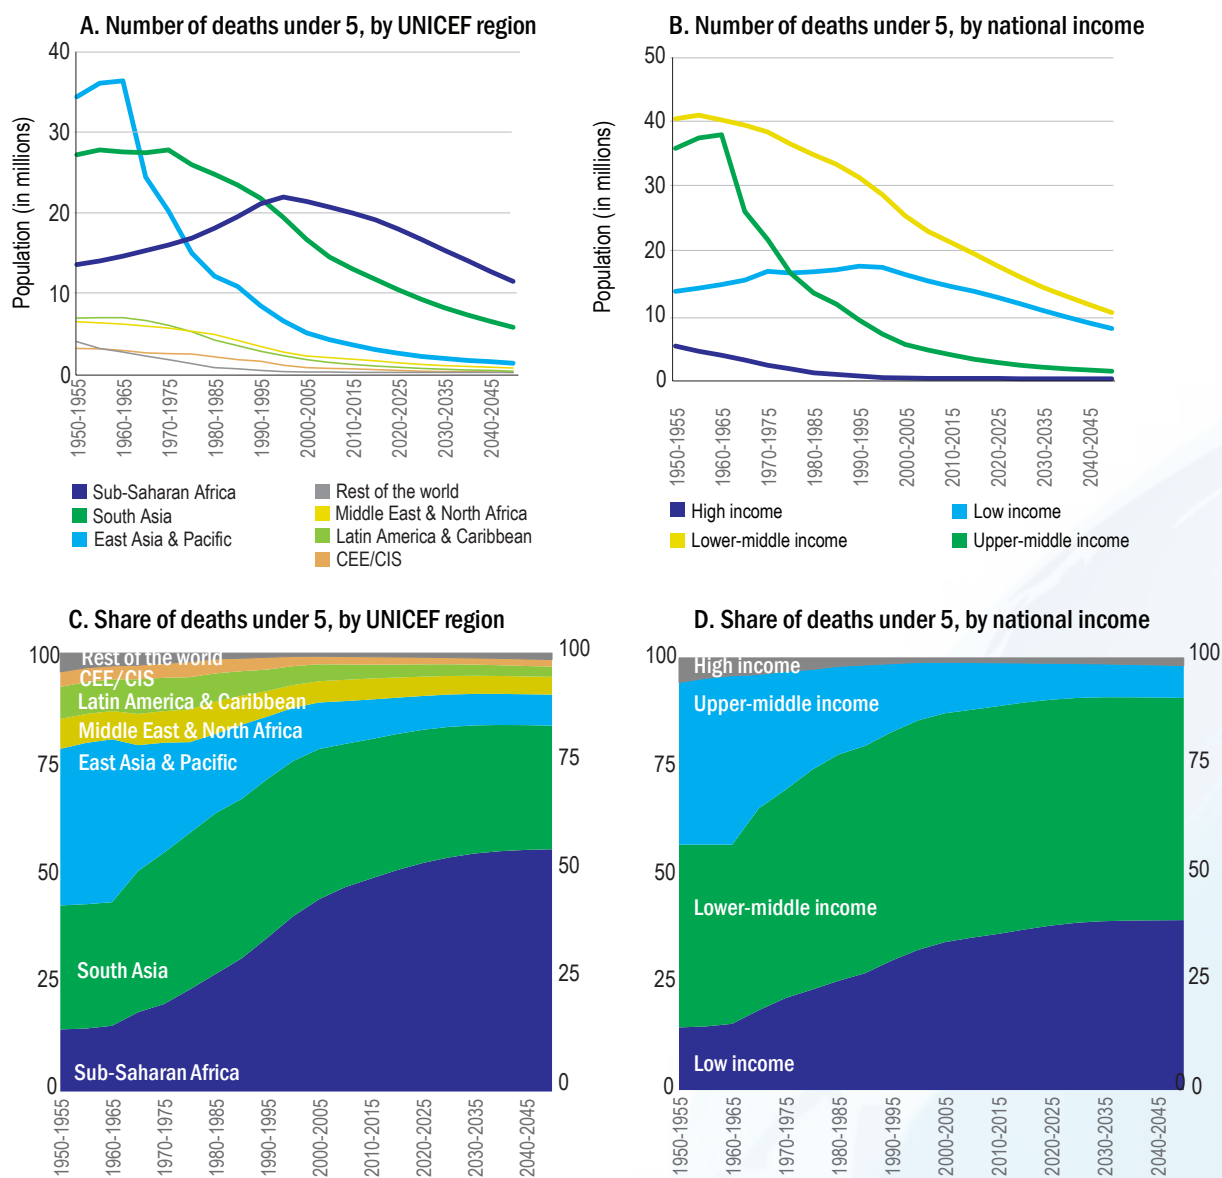 A. Number of deaths under 5, by UNICEF region
40
30
20
10
0
Population (in millions)
1950-1955
1960-1965
1970-1975
1980-1985
1990-1995
2000-2005
2010-2015
2020-2025
2030-2035
2040-2045
Sub-Saharan Africa
South Asia
East Asia & Pacific
Rest of the world
Middle East & North Africa
Latin America & Caribbean
CEE/CIS
B. Number of deaths under 5, by national income
50
40
30
20
10
0
Population (in millions)
1950-1955
1960-1965
1970-1975
1980-1985
1990-1995
2000-2005
2010-2015
2020-2025
2030-2035
2040-2045
High income
Lower-middle income
Low income
Upper-middle income
C. Share of deaths under 5, by UNICEF region
100
75
50
25
0
Rest of the world
CEE/CIS
Latin America & Caribbean
Middle East & North Africa
East Asia & Pacific
South Asia
Sub-Saharan Africa
100
75
50
25
0
1950-1955
1960-1965
1970-1975
1980-1985
1990-1995
2000-2005
2010-2015
2020-2025
2030-2035
2040-2045
D. Share of deaths under 5, by national income
100
75
50
25
0
High income
Upper-middle income
Lower-middle income
Low income
100
75
50
25
0 0
1950-1955
1960-1965
1970-1975
1980-1985
1990-1995
2000-2005
2010-2015
2020-2025
2030-2035
2040-2045